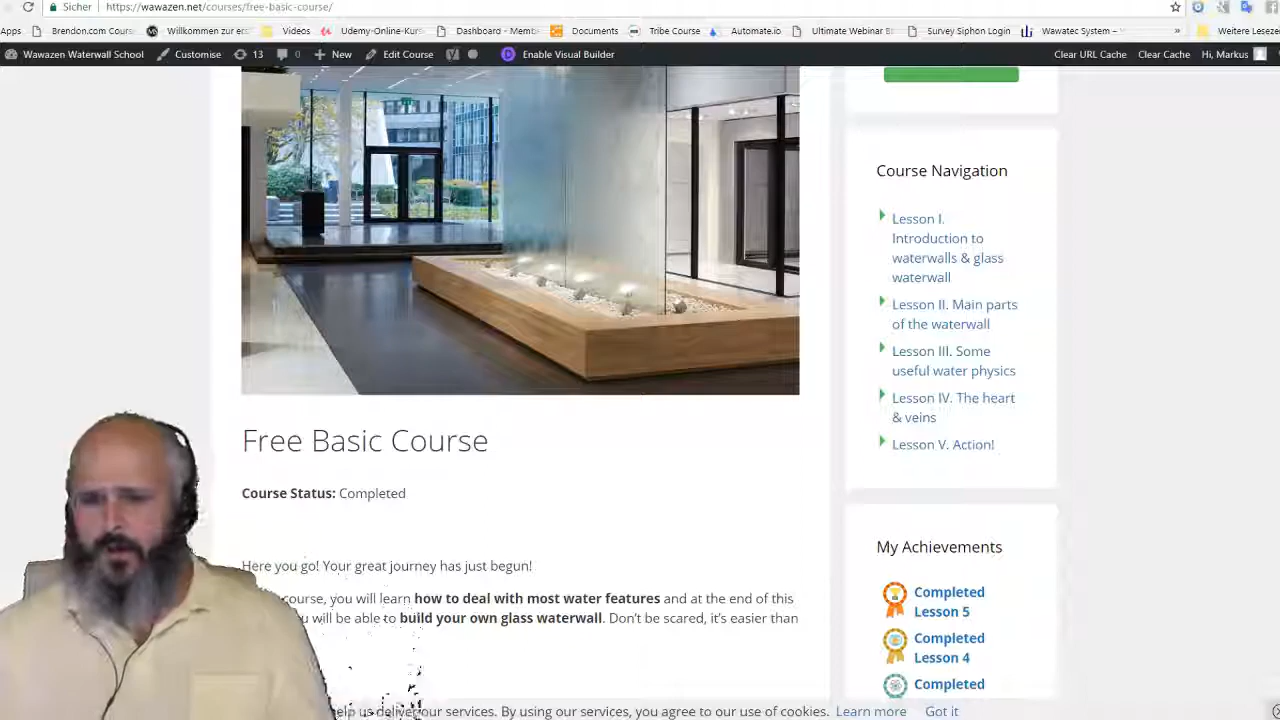 Sicher
https://wawazen.net/courses/free-basic-course/
Apps
Brendon.com Cours
Willkommen zur ers
Videos
Udemy-Online-Kurs
Dashboard – Memb
Documents
Tribe Course
Automate.io
Ultimate Webinar B
Survey Siphon Login
Wawatec System –
»
Weitere Lesezei
Wawazen Waterwall School
Customise
13
0
New
Edit Course
Enable Visual Builder
Clear URL Cache
Clear Cache
Hi, Markus
Free Basic Course
Course Status: Completed
Here you go! Your great journey has just begun!
course, you will learn how to deal with most water features and at the end of this
will be able to build your own glass waterwall. Don't be scared, it's easier than
Course Navigation
Lesson I.
Introduction to
waterwalls & glass
waterwall
Lesson II. Main parts
of the waterwall
Lesson III. Some
useful water physics
Lesson IV. The heart
& veins
Lesson V. Action!
My Achievements
Completed
Lesson 5
Completed
Lesson 4
Completed
help us deliver our services. By using our services, you agree to our use of cookies. Learn more Got it